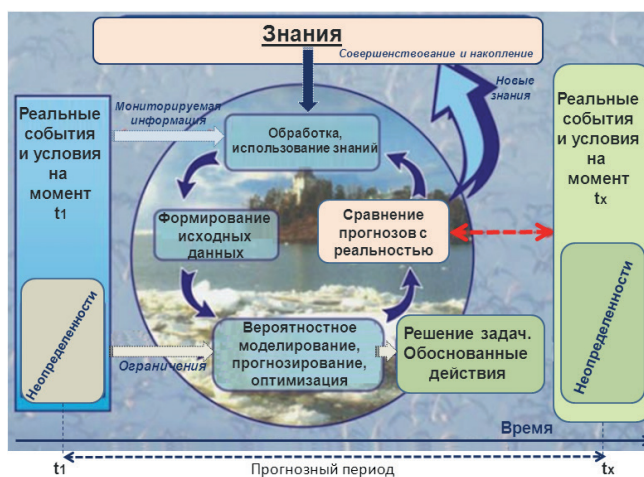 Знания
Совершенствование и накопление
Реальные
события
и условия
на
момент
t1
Неопределенности
Мониторируемая
информация
Обработка,
использование знаний
Новые
знания
Формирование
исходных
данных
Сравнение
прогнозов с
реальностью
Вероятностное
моделирование,
прогнозирование,
оптимизация
Ограничения
Решение задач.
Обоснованные
действия
Реальные
события
и условия
на
момент
tx
Неопределенности
Время
t1
Прогнозный период
tx